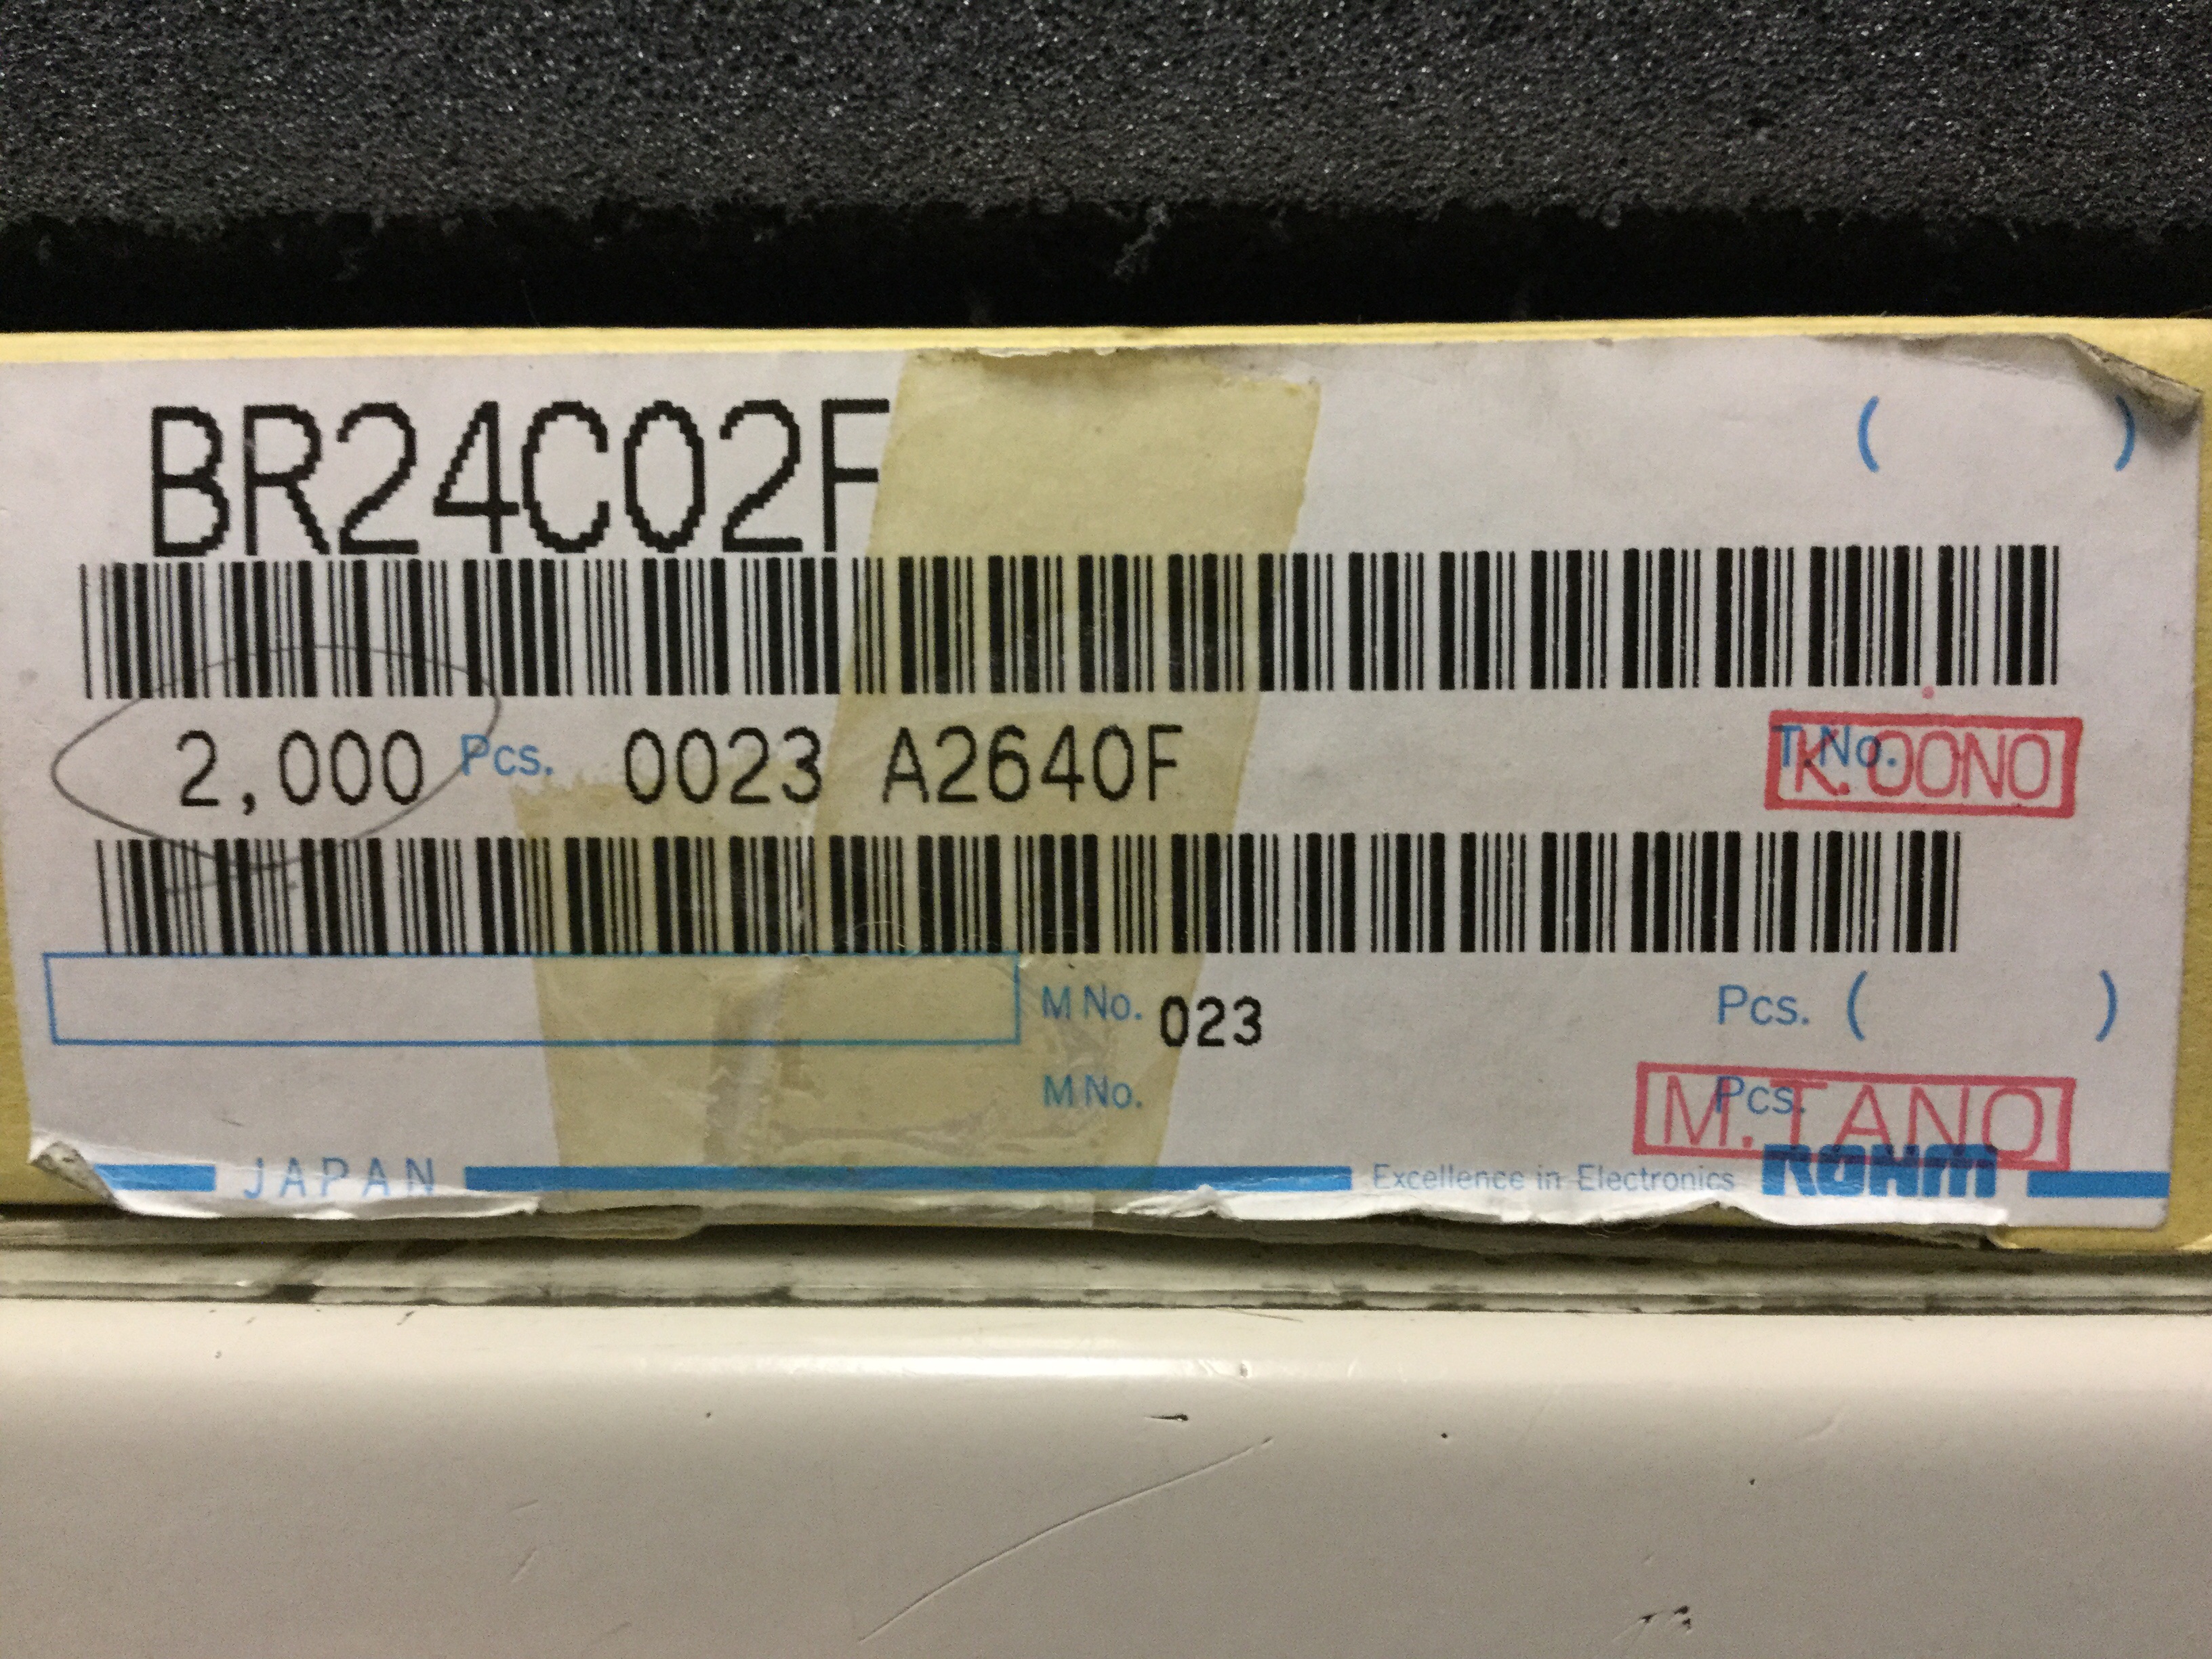 BR24C02F ( )
2,000 Pcs. 0023 A2640F T.No. K.OONO
M No. 023 Pcs. ( )
M No. Pcs. M.TANO
JAPAN Excellence in Electronics ROHM